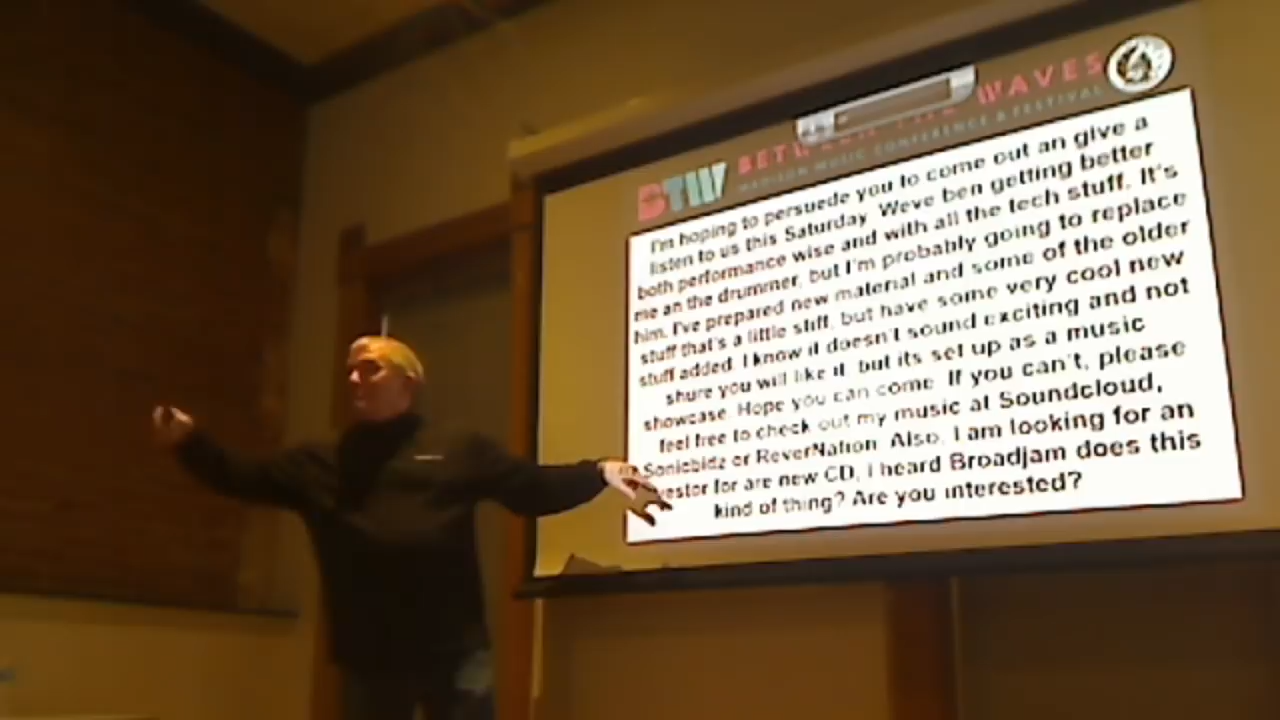 BTW BETWEEN THE WAVES
MADISON MUSIC CONFERENCE & FESTIVAL
I'm hoping to persuede you to come out an give a
listen to us this Saturday. Weve ben getting better
both performance wise and with all the tech stuff. It's
me an the drummer, but I'm probably going to replace
him. I've prepared new material and some of the older
stuff that's a little stiff, but have some very cool new
stuff added. I know it doesn't sound exciting and not
shure you will like it, but its set up as a music
showcase. Hope you can come. If you can't, please
feel free to check out my music at Soundcloud,
Sonicbidz or ReverNation. Also, I am looking for an
vestor for are new CD, I heard Broadjam does this
kind of thing? Are you interested?